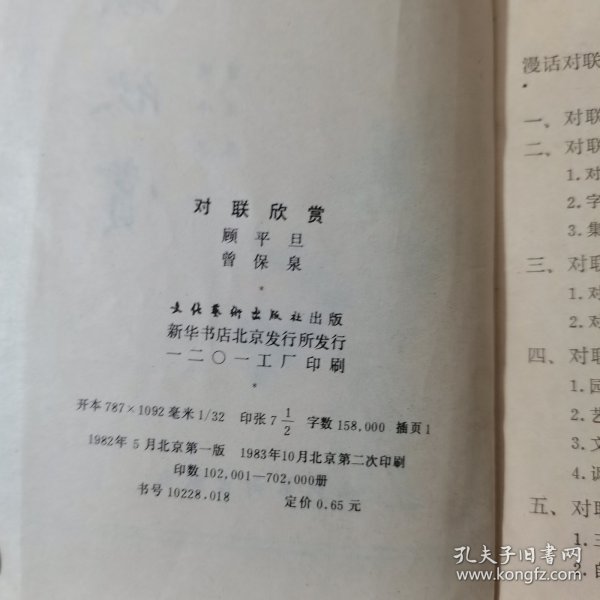 对联欣赏
顾平旦
曾保泉
*
文化艺术出版社出版
新华书店北京发行所发行
一二〇一工厂印刷
*
开本787×1092毫米1/32 印张7 1/2 字数158,000 插页1
1982年5月北京第一版 1983年10月北京第二次印刷
印数102,001—702,000册
书号10228.018 定价0.65元
漫话对联
一、对联
二、对联
1.对
2.字
3.集
三、对联
1.对
2.对
四、对联
1.园
2.艺
3.文
4.讽
五、对联
1.三
2.自
孔夫子旧书网
www.kongfz.com